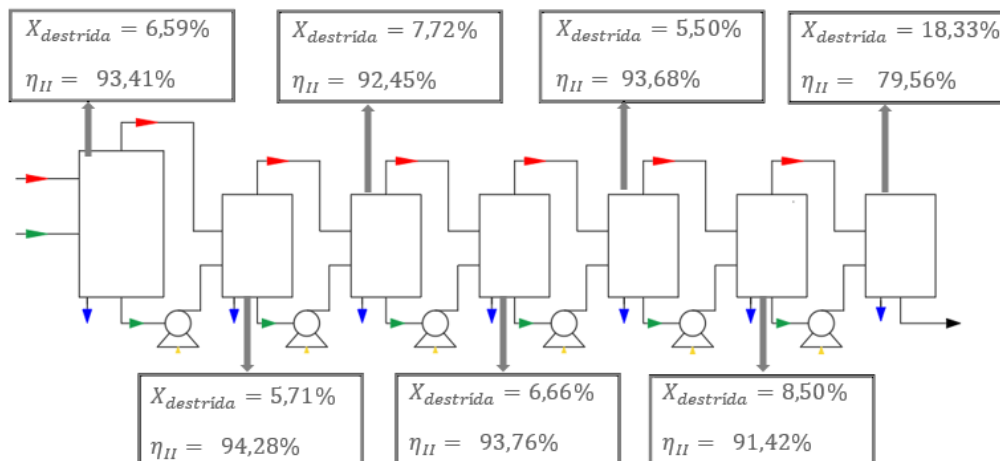 X_destrída = 6,59%
η_II = 93,41%
X_destrída = 7,72%
η_II = 92,45%
X_destrída = 5,50%
η_II = 93,68%
X_destrída = 18,33%
η_II = 79,56%
X_destrída = 5,71%
η_II = 94,28%
X_destrída = 6,66%
η_II = 93,76%
X_destrída = 8,50%
η_II = 91,42%